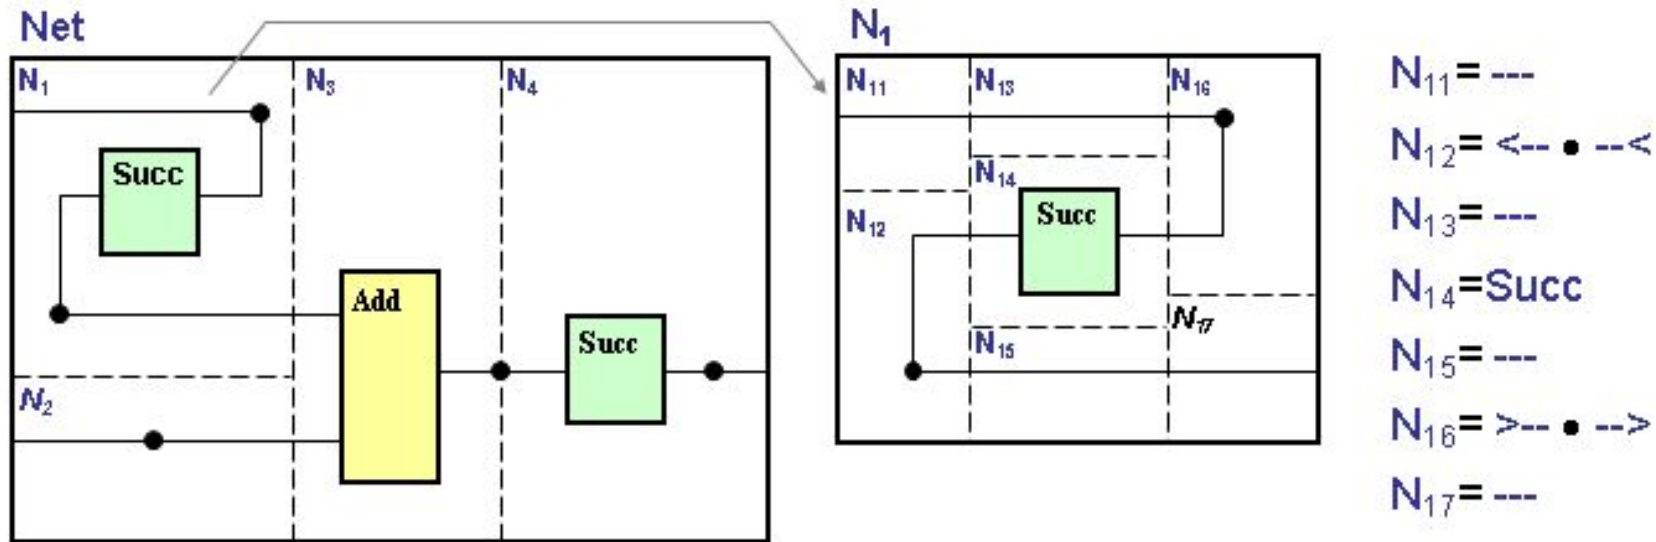 Net
N₁
N₃
N₄
Succ
Add
Succ
N₂
N₁
N₁₁
N₁₃
N₁₆
N₁₄
Succ
N₁₂
N₁₇
N₁₅
N₁₁= ---
N₁₂= <-- • --<
N₁₃= ---
N₁₄=Succ
N₁₅= ---
N₁₆= >-- • -->
N₁₇= ---